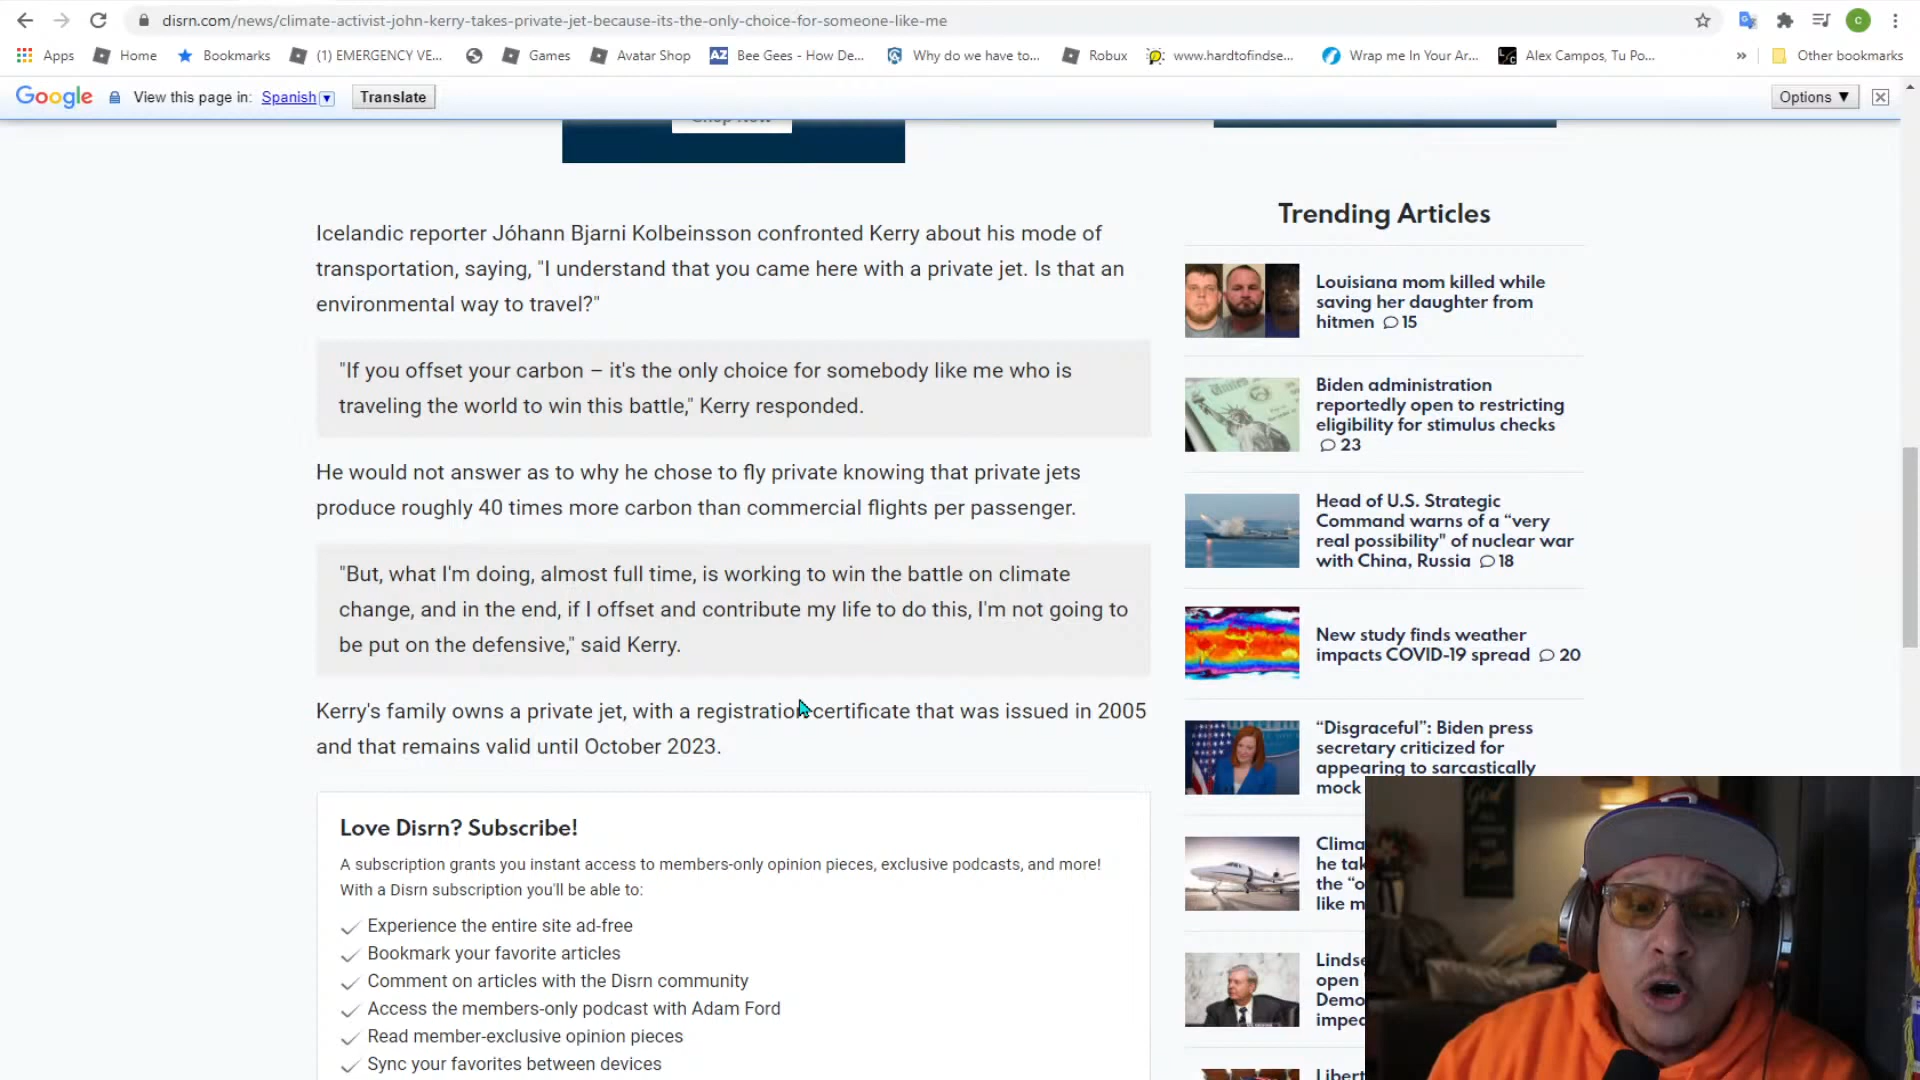 disrn.com/news/climate-activist-john-kerry-takes-private-jet-because-its-the-only-choice-for-someone-like-me
Apps
Home
Bookmarks
(1) EMERGENCY VE...
Games
Avatar Shop
AZ
Bee Gees - How De...
Why do we have to...
Robux
www.hardtofindse...
Wrap me In Your Ar...
Alex Campos, Tu Po...
»
Other bookmarks
Google
View this page in:
Spanish
Translate
Options ▼
Icelandic reporter Jóhann Bjarni Kolbeinsson confronted Kerry about his mode of
transportation, saying, "I understand that you came here with a private jet. Is that an
environmental way to travel?"
"If you offset your carbon – it's the only choice for somebody like me who is
traveling the world to win this battle," Kerry responded.
He would not answer as to why he chose to fly private knowing that private jets
produce roughly 40 times more carbon than commercial flights per passenger.
"But, what I'm doing, almost full time, is working to win the battle on climate
change, and in the end, if I offset and contribute my life to do this, I'm not going to
be put on the defensive," said Kerry.
Kerry's family owns a private jet, with a registration certificate that was issued in 2005
and that remains valid until October 2023.
Love Disrn? Subscribe!
A subscription grants you instant access to members-only opinion pieces, exclusive podcasts, and more!
With a Disrn subscription you'll be able to:
Experience the entire site ad-free
Bookmark your favorite articles
Comment on articles with the Disrn community
Access the members-only podcast with Adam Ford
Read member-exclusive opinion pieces
Sync your favorites between devices
Trending Articles
Louisiana mom killed while
saving her daughter from
hitmen 15
Biden administration
reportedly open to restricting
eligibility for stimulus checks
23
Head of U.S. Strategic
Command warns of a “very
real possibility" of nuclear war
with China, Russia 18
New study finds weather
impacts COVID-19 spread 20
“Disgraceful”: Biden press
secretary criticized for
appearing to sarcastically
mock
Clima
he tak
the “o
like m
Lindse
open
Demo
impea
Libert